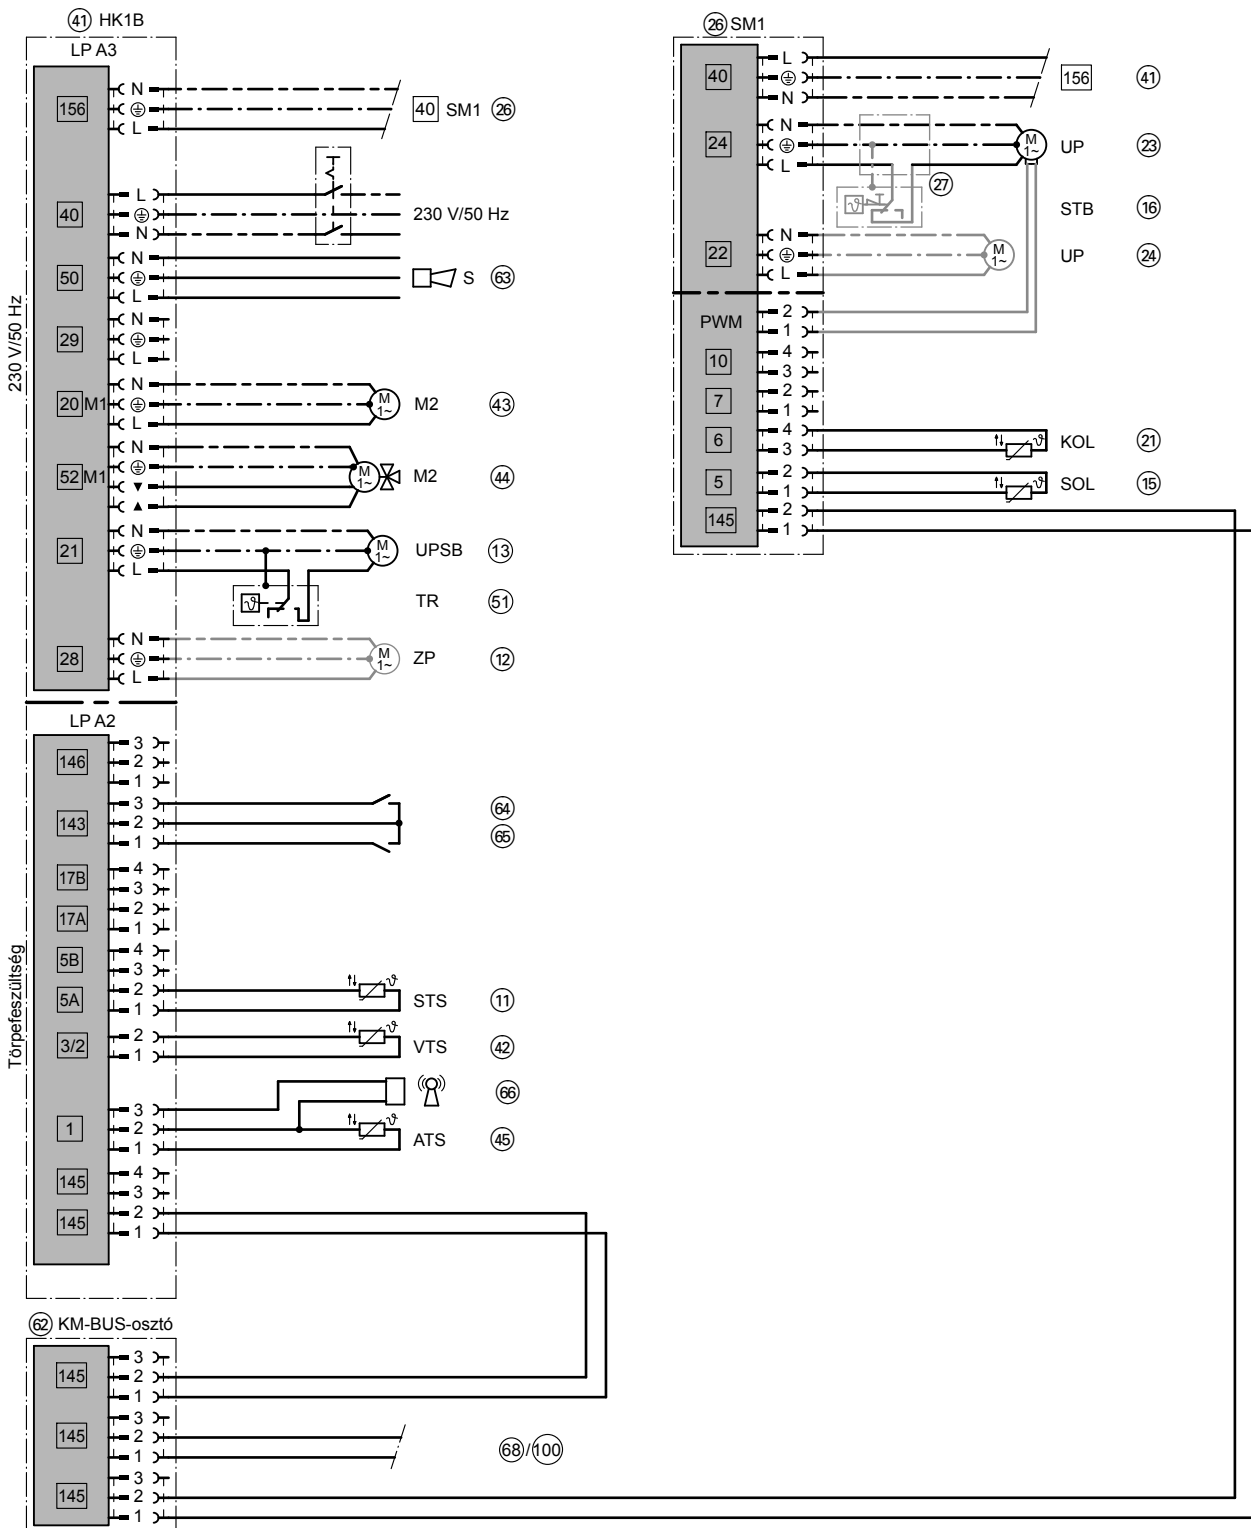 41 HK1B
LP A3
230 V/50 Hz
156
N
L
40 SM1 26
40
L
N
230 V/50 Hz
50
N
L
S 63
29
N
L
20 M1
N
L
M
1~
M2 43
52 M1
N
▼
▲
M
1~
M2 44
21
N
L
M
1~
UPSB 13
ϑ
TR 51
28
N
L
M
1~
ZP 12
LP A2
Törpefeszültség
146
3
2
1
143
3
2
1
64
65
17B
4
3
17A
2
1
5B
4
3
5A
2
1
ϑ
STS 11
3/2
2
1
ϑ
VTS 42
66
1
3
2
1
ϑ
ATS 45
145
4
3
145
2
1
62 KM-BUS-osztó
145
3
2
1
145
3
2
1
68/100
145
3
2
1
26 SM1
40
L
N
156 41
24
N
L
M
1~
UP 23
27
ϑ
STB 16
22
N
L
M
1~
UP 24
PWM
2
1
10
4
3
7
2
1
6
4
3
ϑ
KOL 21
5
2
1
ϑ
SOL 15
145
2
1